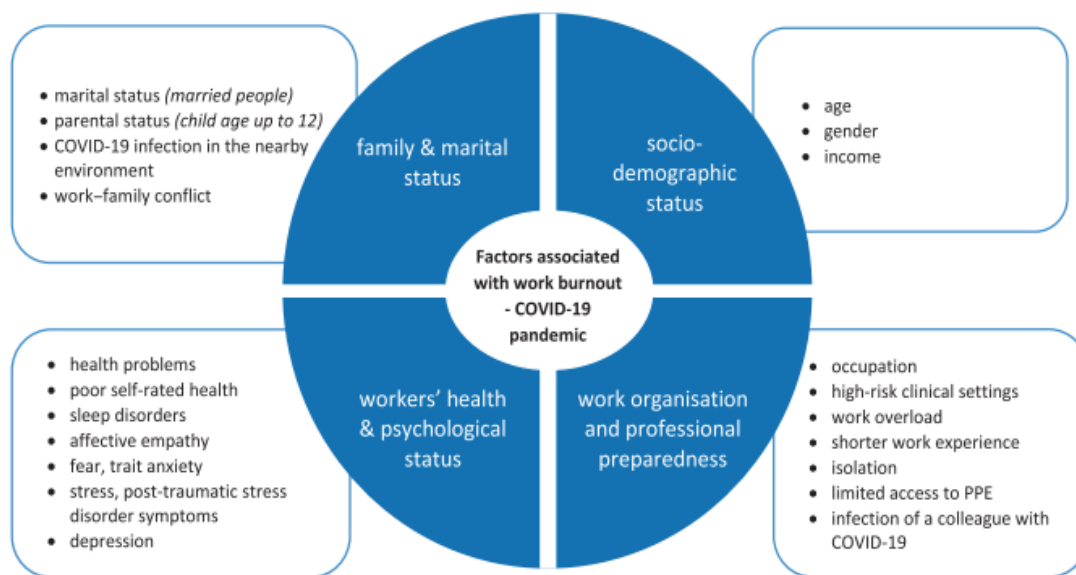 • marital status (married people)
• parental status (child age up to 12)
• COVID-19 infection in the nearby
environment
• work–family conflict
family & marital
status
socio-
demographic
status
• age
• gender
• income
Factors associated
with work burnout
- COVID-19
pandemic
• health problems
• poor self-rated health
• sleep disorders
• affective empathy
• fear, trait anxiety
• stress, post-traumatic stress
disorder symptoms
• depression
workers’ health
& psychological
status
work organisation
and professional
preparedness
• occupation
• high-risk clinical settings
• work overload
• shorter work experience
• isolation
• limited access to PPE
• infection of a colleague with
COVID-19